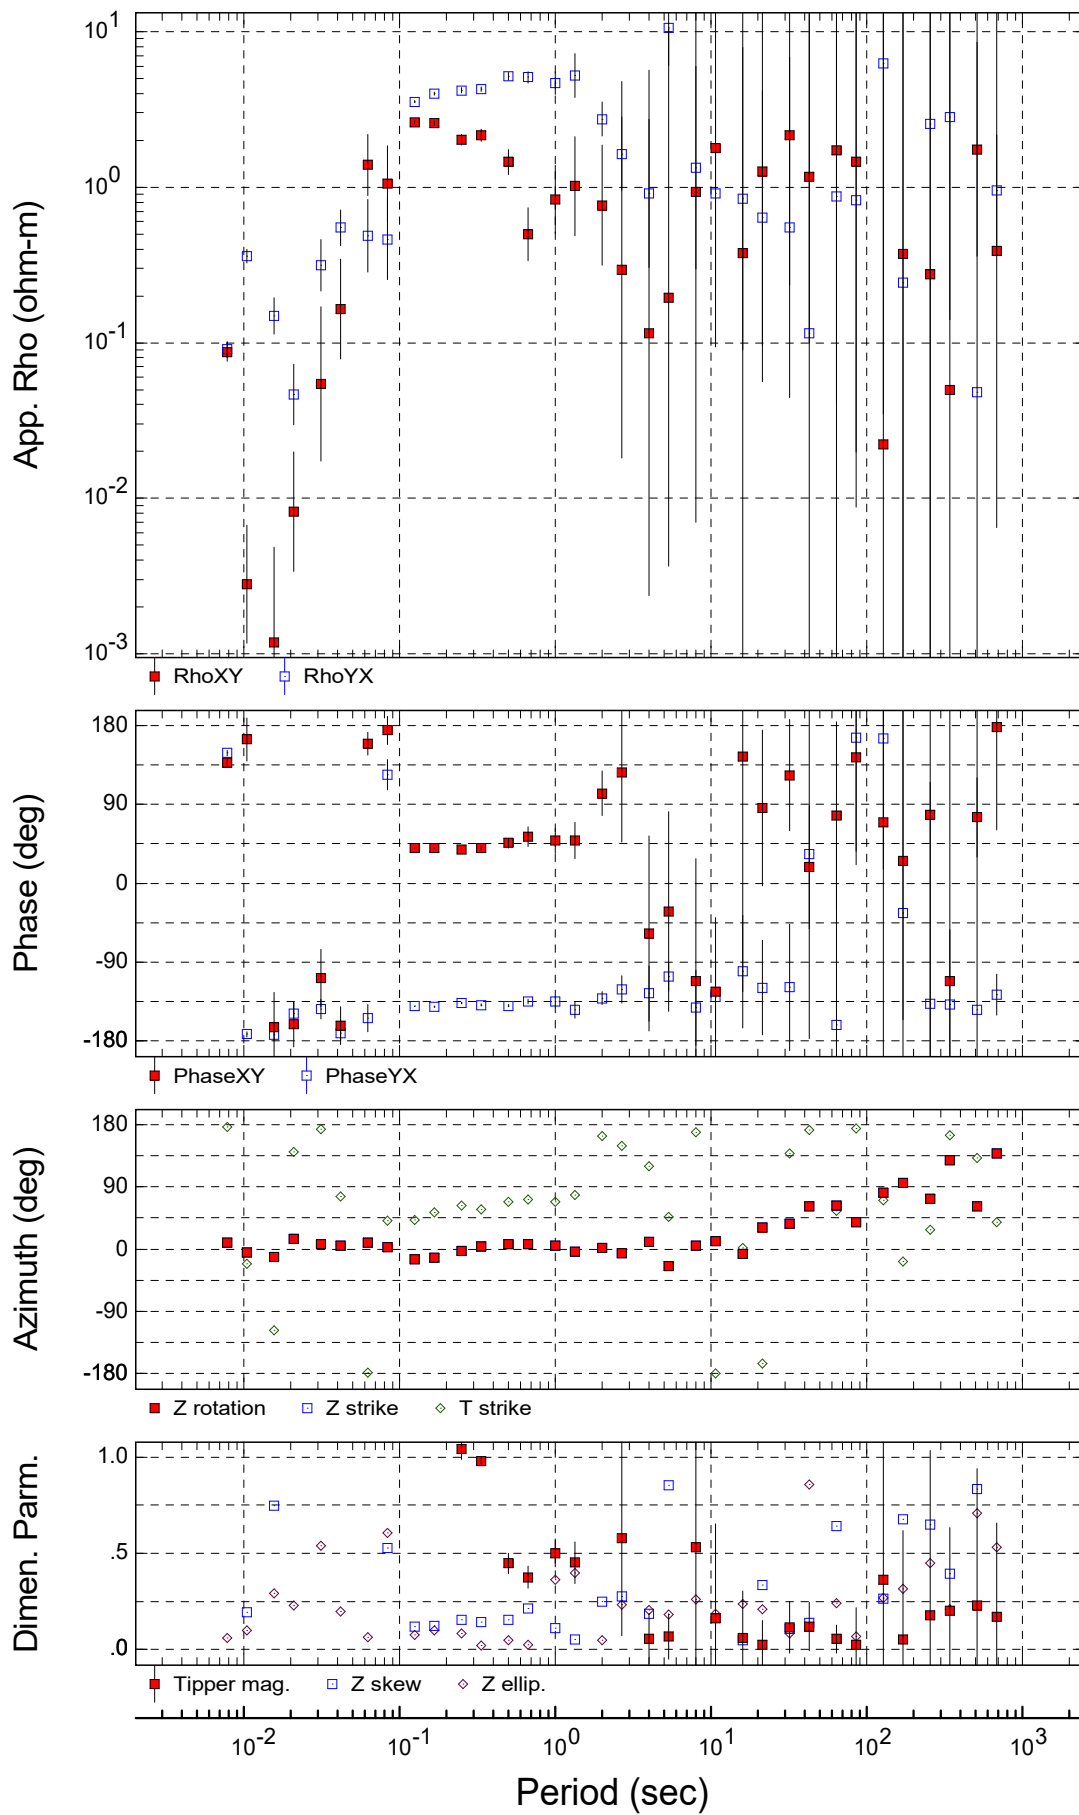 10^1
10^0
10^-1
10^-2
10^-3
App. Rho (ohm-m)
RhoXY RhoYX
180
90
0
-90
-180
Phase (deg)
PhaseXY PhaseYX
180
90
0
-90
-180
Azimuth (deg)
Z rotation Z strike T strike
1.0
.5
.0
Dimen. Parm.
Tipper mag. Z skew Z ellip.
10^-2 10^-1 10^0 10^1 10^2 10^3
Period (sec)